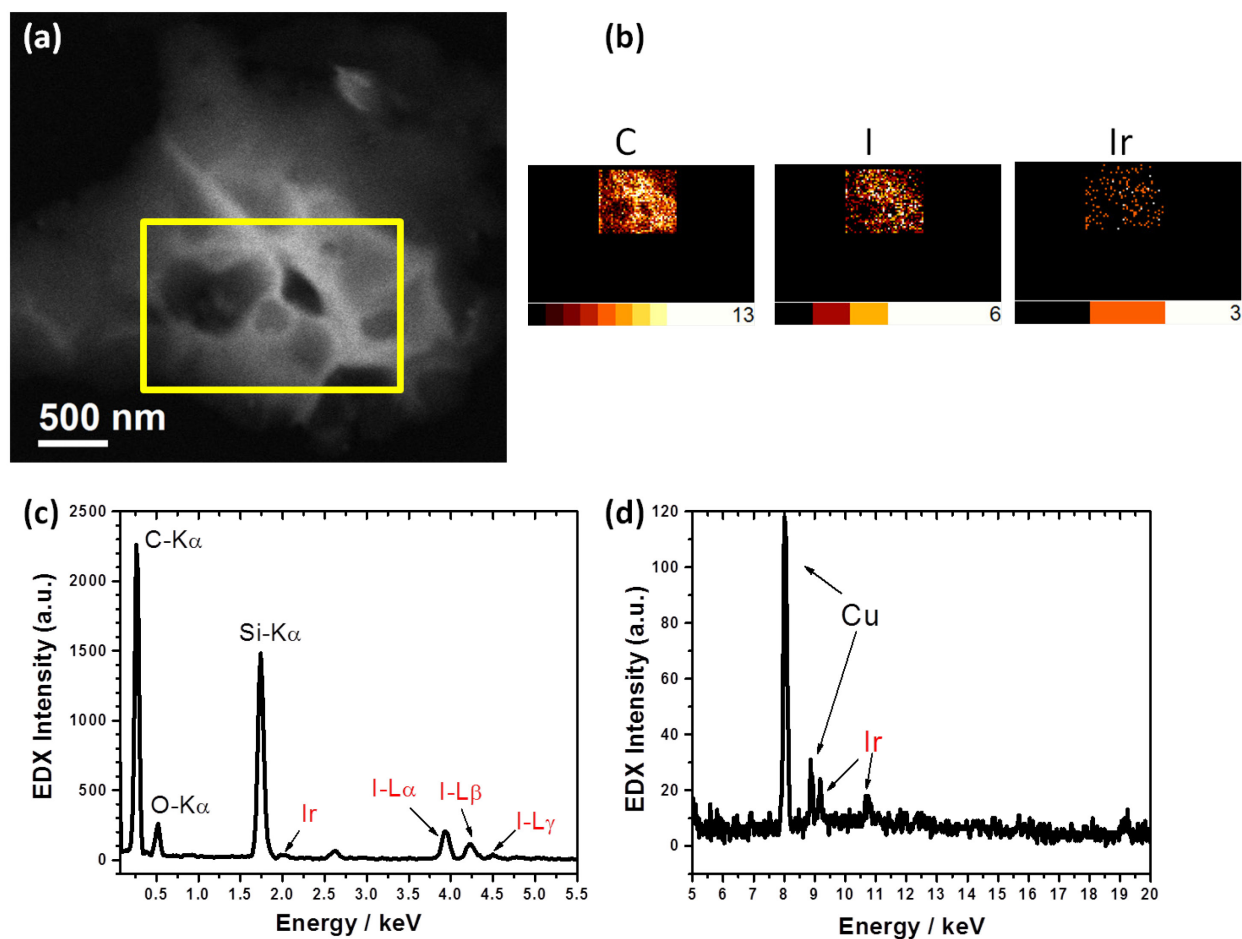 (a)
500 nm
(b)
C I Ir
13 6 3
(c)
2500
2000
1500
1000
500
0
C-Kα
O-Kα
Si-Kα
Ir
I-Lα
I-Lβ
I-Lγ
0.5 1.0 1.5 2.0 2.5 3.0 3.5 4.0 4.5 5.0 5.5
Energy / keV
EDX Intensity (a.u.)
(d)
120
100
80
60
40
20
0
Cu
Ir
5 6 7 8 9 10 11 12 13 14 15 16 17 18 19 20
Energy / keV
EDX Intensity (a.u.)